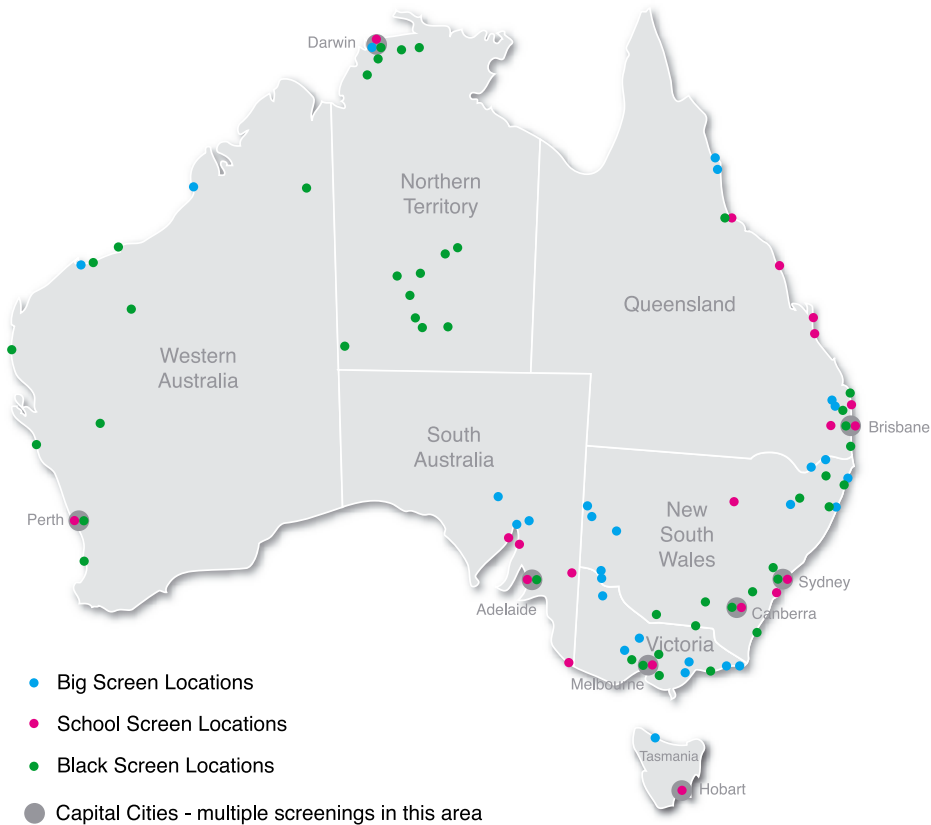 Darwin
Northern
Territory
Queensland
Western
Australia
South
Australia
Brisbane
New
South
Wales
Perth
Sydney
Adelaide
Canberra
Victoria
Melbourne
Big Screen Locations
School Screen Locations
Black Screen Locations
Tasmania
Hobart
Capital Cities - multiple screenings in this area